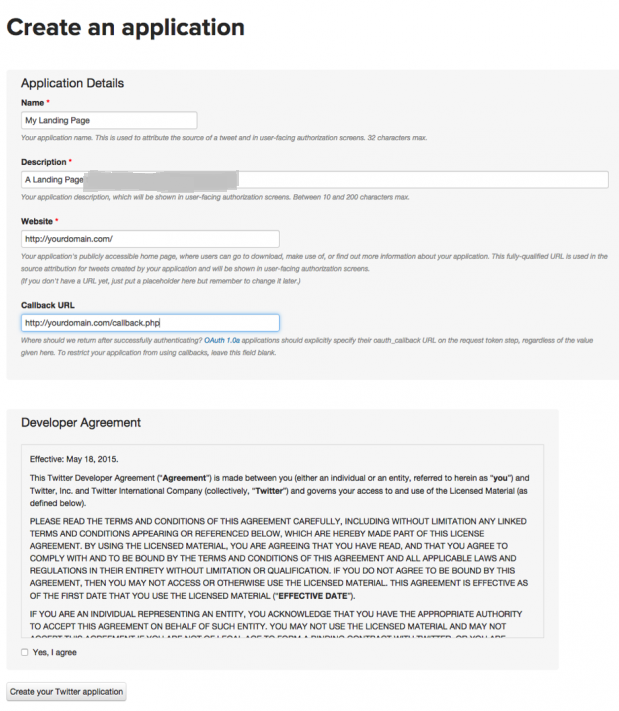 Create an application
Application Details
Name *
My Landing Page
Your application name. This is used to attribute the source of a tweet and in user-facing authorization screens. 32 characters max.
Description *
A Landing Page
Your application description, which will be shown in user-facing authorization screens. Between 10 and 200 characters max.
Website *
http://yourdomain.com/
Your application's publicly accessible home page, where users can go to download, make use of, or find out more information about your application. This fully-qualified URL is used in the
source attribution for tweets created by your application and will be shown in user-facing authorization screens.
(If you don't have a URL yet, just put a placeholder here but remember to change it later.)
Callback URL
http://yourdomain.com/callback.php
Where should we return after successfully authenticating? OAuth 1.0a applications should explicitly specify their oauth_callback URL on the request token step, regardless of the value
given here. To restrict your application from using callbacks, leave this field blank.
Developer Agreement
Effective: May 18, 2015.
This Twitter Developer Agreement ("Agreement") is made between you (either an individual or an entity, referred to herein as "you") and
Twitter, Inc. and Twitter International Company (collectively, "Twitter") and governs your access to and use of the Licensed Material (as
defined below).
PLEASE READ THE TERMS AND CONDITIONS OF THIS AGREEMENT CAREFULLY, INCLUDING WITHOUT LIMITATION ANY LINKED
TERMS AND CONDITIONS APPEARING OR REFERENCED BELOW, WHICH ARE HEREBY MADE PART OF THIS LICENSE
AGREEMENT. BY USING THE LICENSED MATERIAL, YOU ARE AGREEING THAT YOU HAVE READ, AND THAT YOU AGREE TO
COMPLY WITH AND TO BE BOUND BY THE TERMS AND CONDITIONS OF THIS AGREEMENT AND ALL APPLICABLE LAWS AND
REGULATIONS IN THEIR ENTIRETY WITHOUT LIMITATION OR QUALIFICATION. IF YOU DO NOT AGREE TO BE BOUND BY THIS
AGREEMENT, THEN YOU MAY NOT ACCESS OR OTHERWISE USE THE LICENSED MATERIAL. THIS AGREEMENT IS EFFECTIVE AS
OF THE FIRST DATE THAT YOU USE THE LICENSED MATERIAL ("EFFECTIVE DATE").
IF YOU ARE AN INDIVIDUAL REPRESENTING AN ENTITY, YOU ACKNOWLEDGE THAT YOU HAVE THE APPROPRIATE AUTHORITY
TO ACCEPT THIS AGREEMENT ON BEHALF OF SUCH ENTITY. YOU MAY NOT USE THE LICENSED MATERIAL AND MAY NOT
ACCEPT THIS AGREEMENT IF YOU ARE NOT OF LEGAL AGE TO FORM A BINDING CONTRACT WITH TWITTER, OR YOU ARE
Yes, I agree
Create your Twitter application